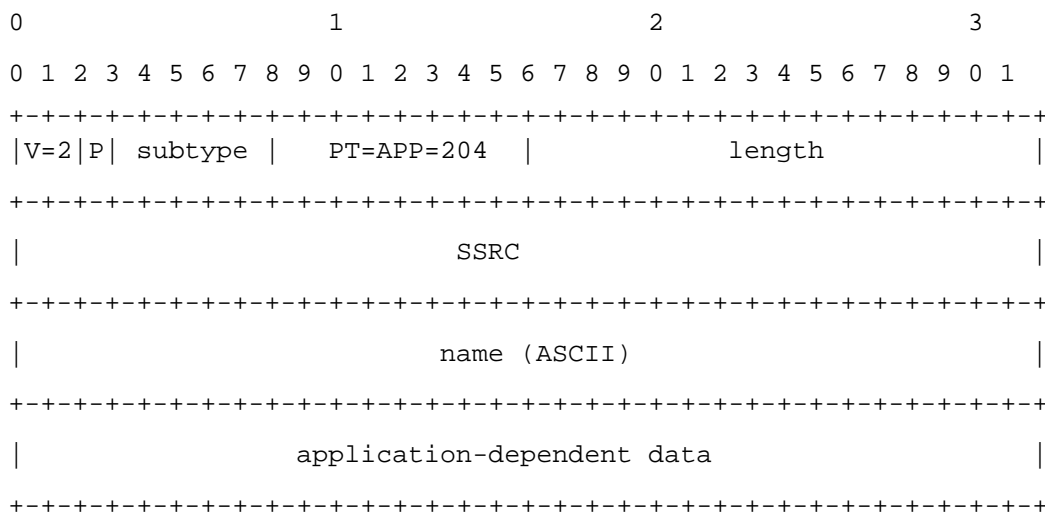 0                   1                   2                   3
0 1 2 3 4 5 6 7 8 9 0 1 2 3 4 5 6 7 8 9 0 1 2 3 4 5 6 7 8 9 0 1
+-+-+-+-+-+-+-+-+-+-+-+-+-+-+-+-+-+-+-+-+-+-+-+-+-+-+-+-+-+-+-+-+
|V=2|P| subtype |   PT=APP=204  |            length             |
+-+-+-+-+-+-+-+-+-+-+-+-+-+-+-+-+-+-+-+-+-+-+-+-+-+-+-+-+-+-+-+-+
|                           SSRC                                |
+-+-+-+-+-+-+-+-+-+-+-+-+-+-+-+-+-+-+-+-+-+-+-+-+-+-+-+-+-+-+-+-+
|                          name (ASCII)                         |
+-+-+-+-+-+-+-+-+-+-+-+-+-+-+-+-+-+-+-+-+-+-+-+-+-+-+-+-+-+-+-+-+
|                 application-dependent data                    |
+-+-+-+-+-+-+-+-+-+-+-+-+-+-+-+-+-+-+-+-+-+-+-+-+-+-+-+-+-+-+-+-+